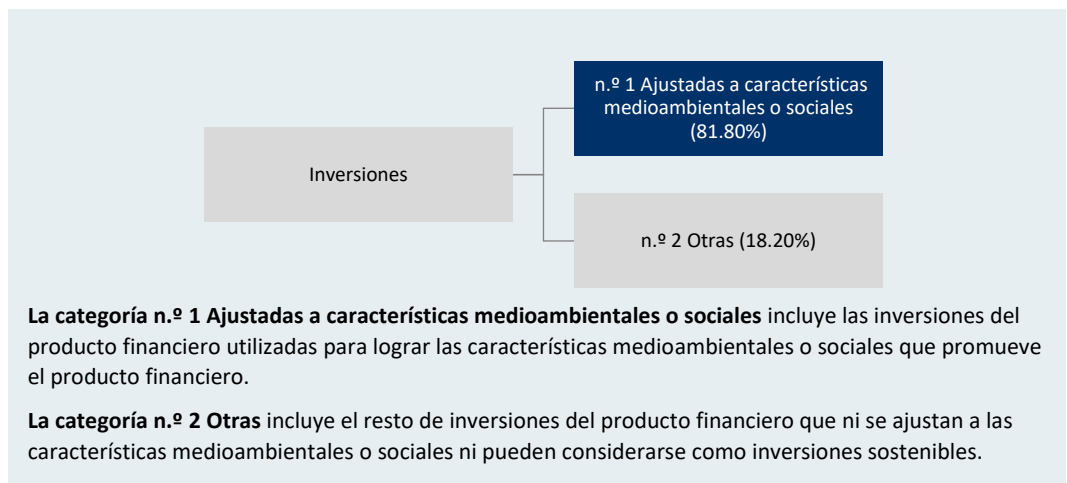 n.º 1 Ajustadas a características
medioambientales o sociales
(81.80%)
Inversiones
n.º 2 Otras (18.20%)
La categoría n.º 1 Ajustadas a características medioambientales o sociales incluye las inversiones del
producto financiero utilizadas para lograr las características medioambientales o sociales que promueve
el producto financiero.
La categoría n.º 2 Otras incluye el resto de inversiones del producto financiero que ni se ajustan a las
características medioambientales o sociales ni pueden considerarse como inversiones sostenibles.